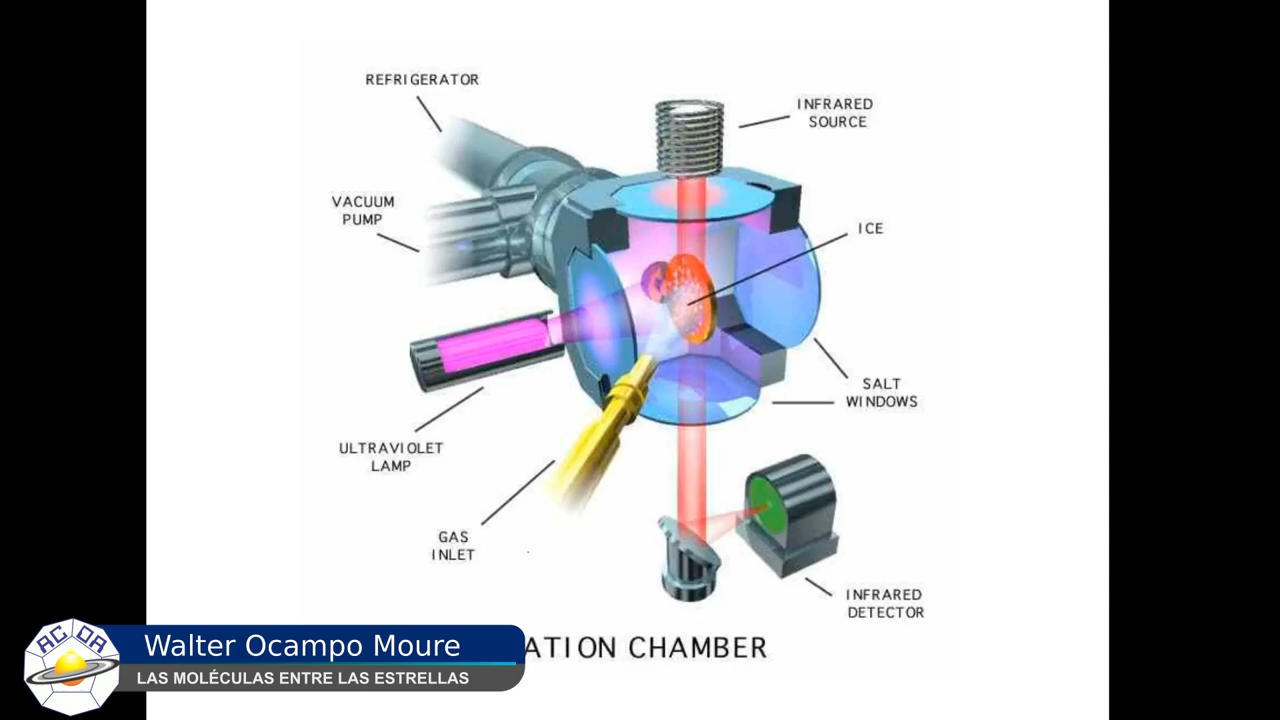 REFRIGERATOR
INFRARED
SOURCE
VACUUM
PUMP
ICE
SALT
WINDOWS
ULTRAVIOLET
LAMP
GAS
INLET
INFRARED
DETECTOR
ATION CHAMBER
ACDA
Walter Ocampo Moure
LAS MOLÉCULAS ENTRE LAS ESTRELLAS